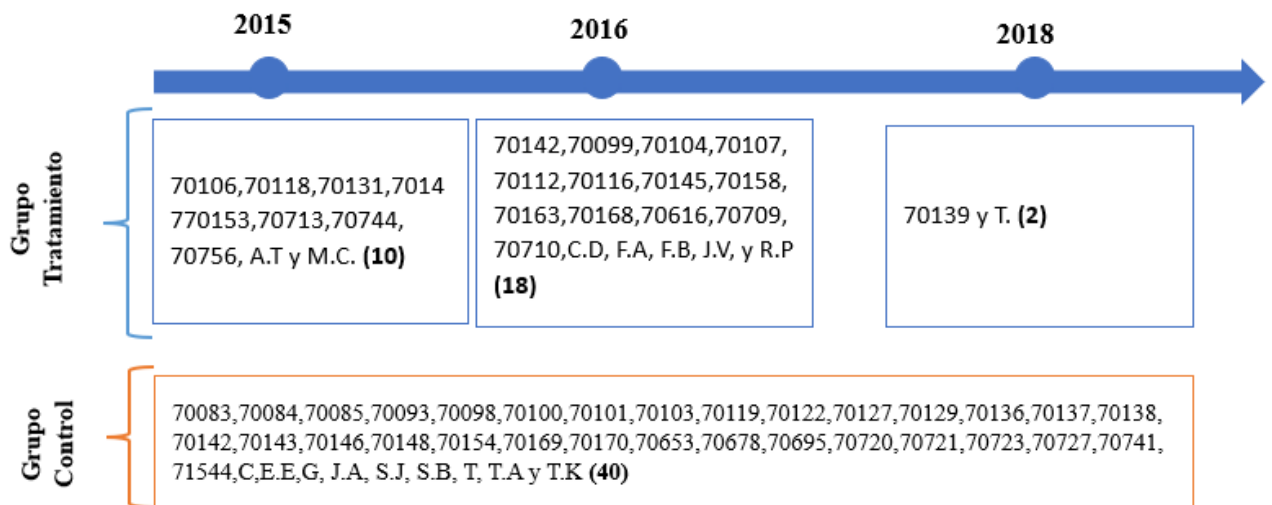 2015
2016
2018
Grupo
Tratamiento
70106,70118,70131,7014
770153,70713,70744,
70756, A.T y M.C. (10)
70142,70099,70104,70107,
70112,70116,70145,70158,
70163,70168,70616,70709,
70710,C.D, F.A, F.B, J.V, y R.P
(18)
70139 y T. (2)
Grupo
Control
70083,70084,70085,70093,70098,70100,70101,70103,70119,70122,70127,70129,70136,70137,70138,
70142,70143,70146,70148,70154,70169,70170,70653,70678,70695,70720,70721,70723,70727,70741,
71544,C,E.E,G, J.A, S.J, S.B, T, T.A y T.K (40)